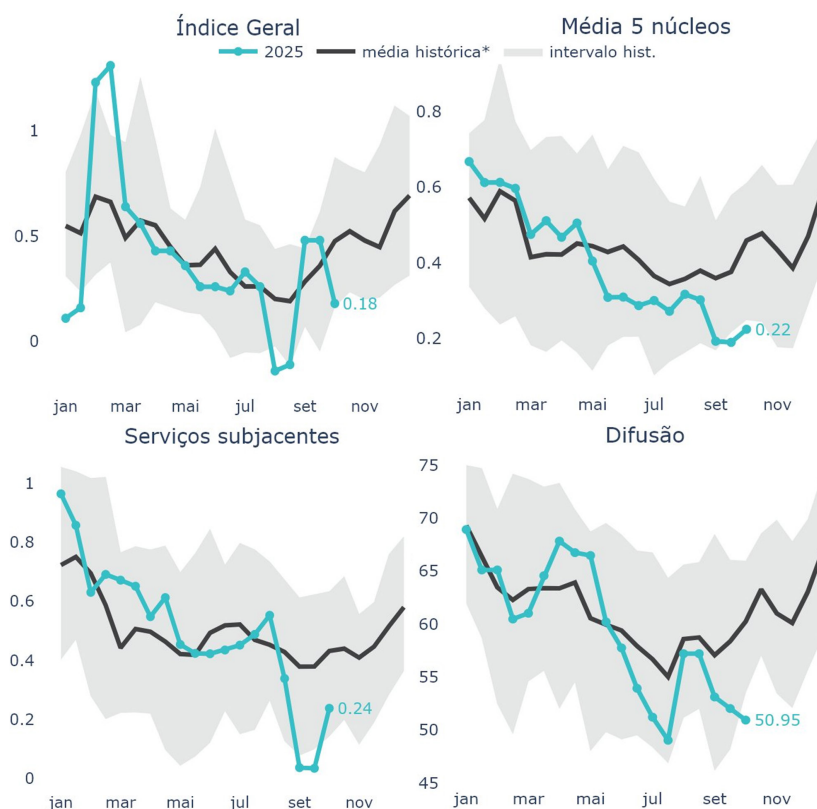 Índice Geral
Média 5 núcleos
2025 média histórica* intervalo hist.
1
0.5
0
0.18
jan mar mai jul set nov
0.8
0.6
0.4
0.2
0.22
jan mar mai jul set nov
Serviços subjacentes
Difusão
1
0.8
0.6
0.4
0.2
0
0.24
jan mar mai jul set nov
75
70
65
60
55
50
45
50.95
jan mar mai jul set nov